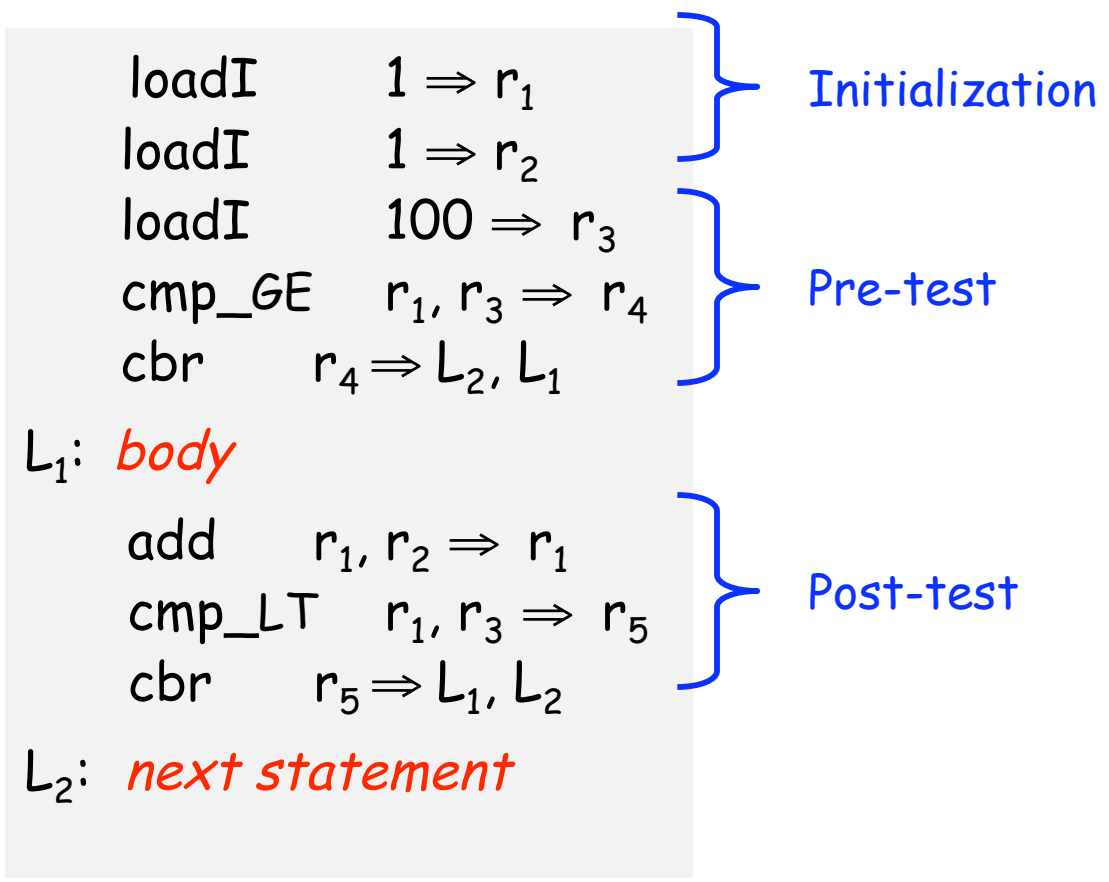 loadI 1 ⇒ r₁
loadI 1 ⇒ r₂
loadI 100 ⇒ r₃
cmp_GE r₁, r₃ ⇒ r₄
cbr r₄ ⇒ L₂, L₁
L₁: body
add r₁, r₂ ⇒ r₁
cmp_LT r₁, r₃ ⇒ r₅
cbr r₅ ⇒ L₁, L₂
L₂: next statement
Initialization
Pre-test
Post-test